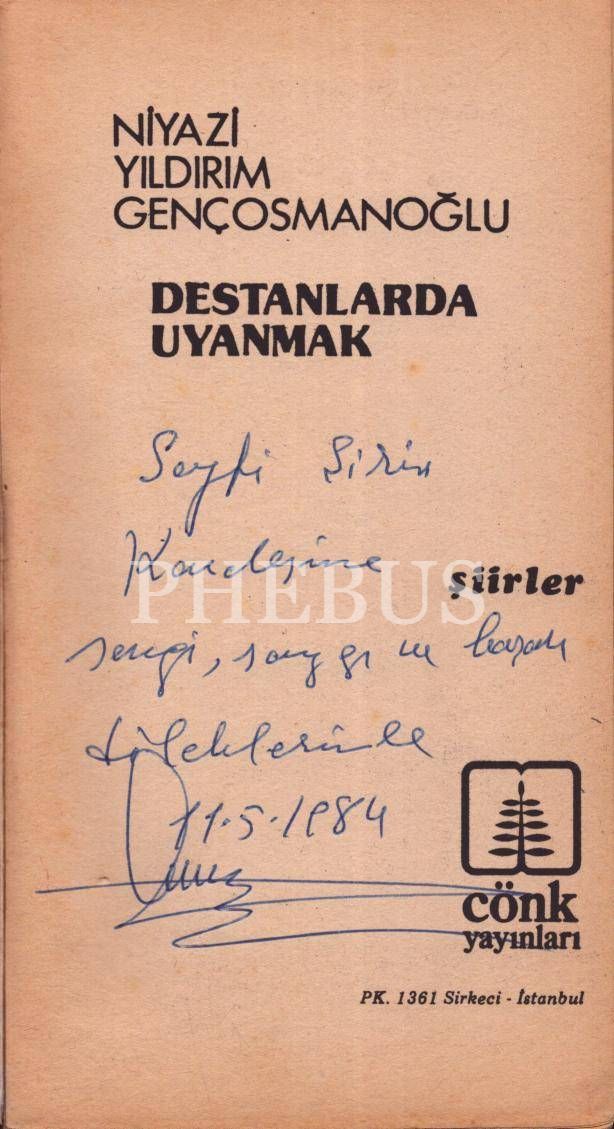 NİYAZİ
YILDIRIM
GENÇOSMANOĞLU
DESTANLARDA
UYANMAK
Seyfi Şirin
Kardeşime
şiirler
PHEBUS
sevgi, saygı ve başarı
dileklerimle
11.5.1984
cönk
yayınları
PK. 1361 Sirkeci - İstanbul